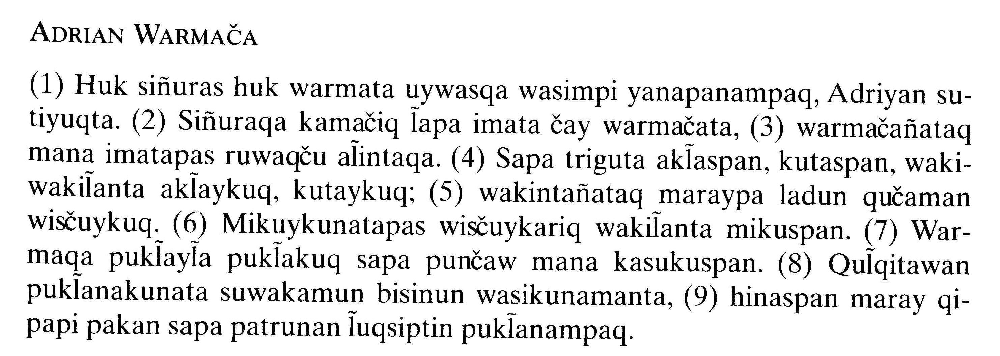 ADRIAN WARMAČA
(1) Huk siñuras huk warmata uywasqa wasimpi yanapanampaq, Adriyan su-
tiyuqta. (2) Siñuraqa kamačiq l̃apa imata čay warmačata, (3) warmačañataq
mana imatapas ruwaqču al̃intaqa. (4) Sapa triguta akl̃aspan, kutaspan, waki-
wakil̃anta akl̃aykuq, kutaykuq; (5) wakintañataq maraypa ladun qučaman
wisčuykuq. (6) Mikuykunatapas wisčuykariq wakil̃anta mikuspan. (7) War-
maqa pukl̃ayl̃a pukl̃akuq sapa punčaw mana kasukuspan. (8) Qul̃qitawan
pukl̃anakunata suwakamun bisinun wasikunamanta, (9) hinaspan maray qi-
papi pakan sapa patrunan l̃uqsiptin pukl̃anampaq.